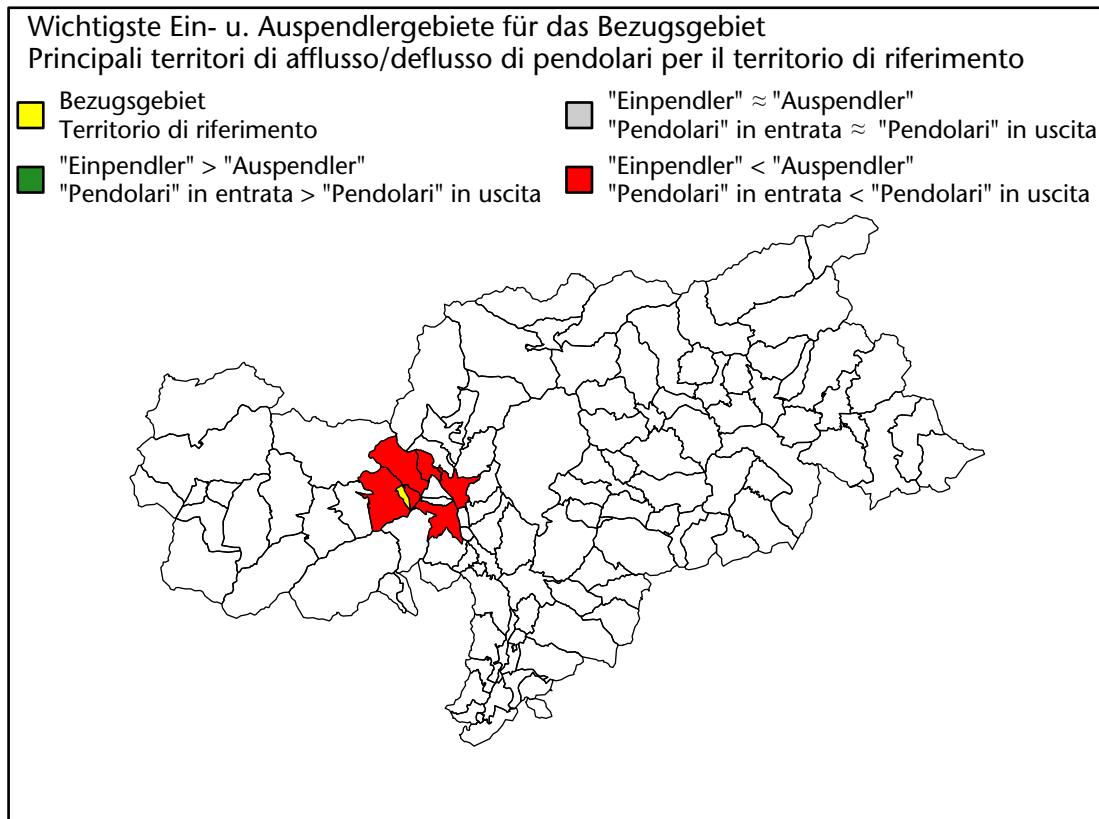 Wichtigste Ein- u. Auspendlergebiete für das Bezugsgebiet
Principali territori di afflusso/deflusso di pendolari per il territorio di riferimento
Bezugsgebiet
Territorio di riferimento
"Einpendler" > "Auspendler"
"Pendolari" in entrata > "Pendolari" in uscita
"Einpendler" ≈ "Auspendler"
"Pendolari" in entrata ≈ "Pendolari" in uscita
"Einpendler" < "Auspendler"
"Pendolari" in entrata < "Pendolari" in uscita